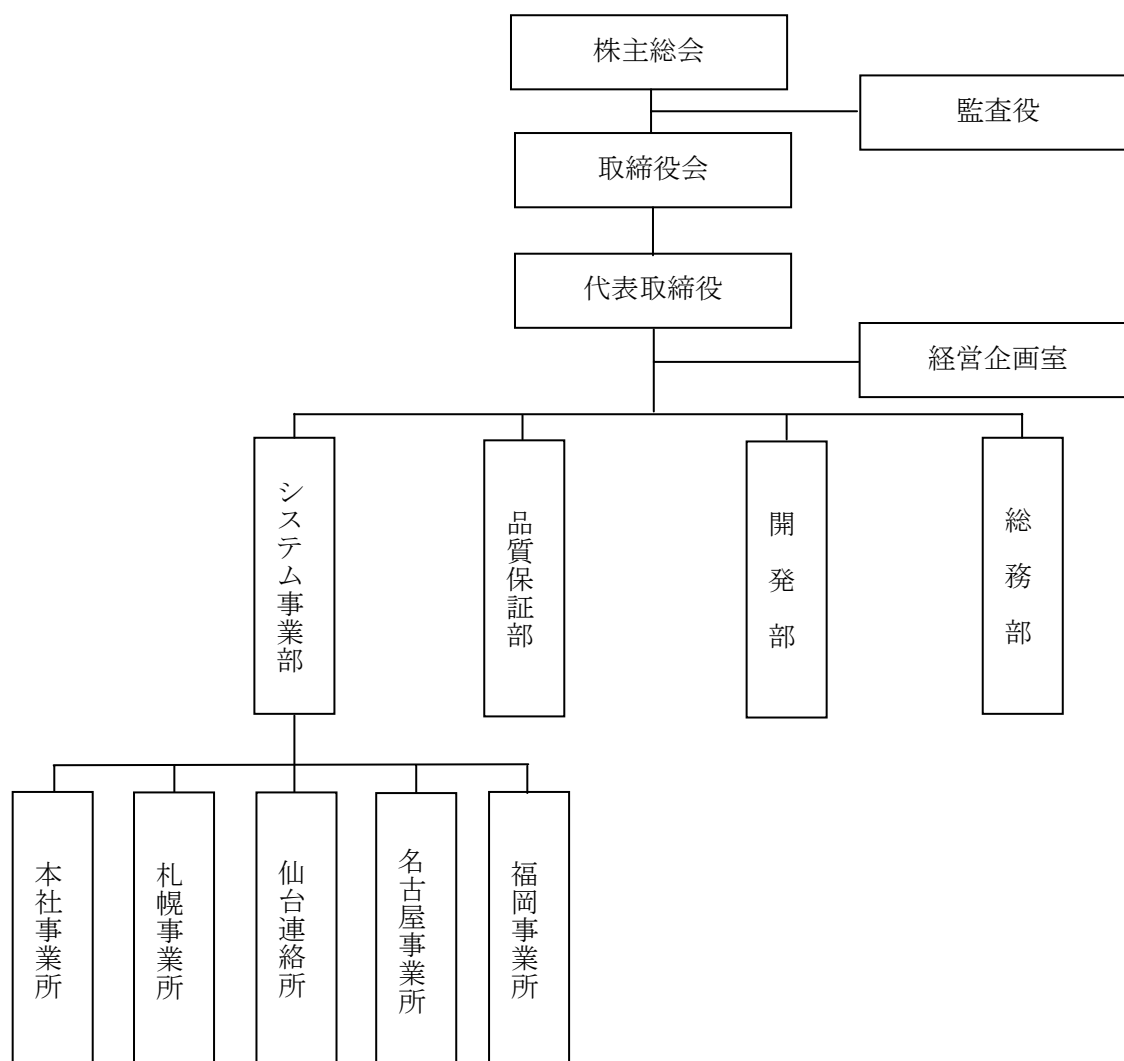 株主総会
監査役
取締役会
代表取締役
経営企画室
システム事業部
品質保証部
開発部
総務部
本社事業所
札幌事業所
仙台連絡所
名古屋事業所
福岡事業所